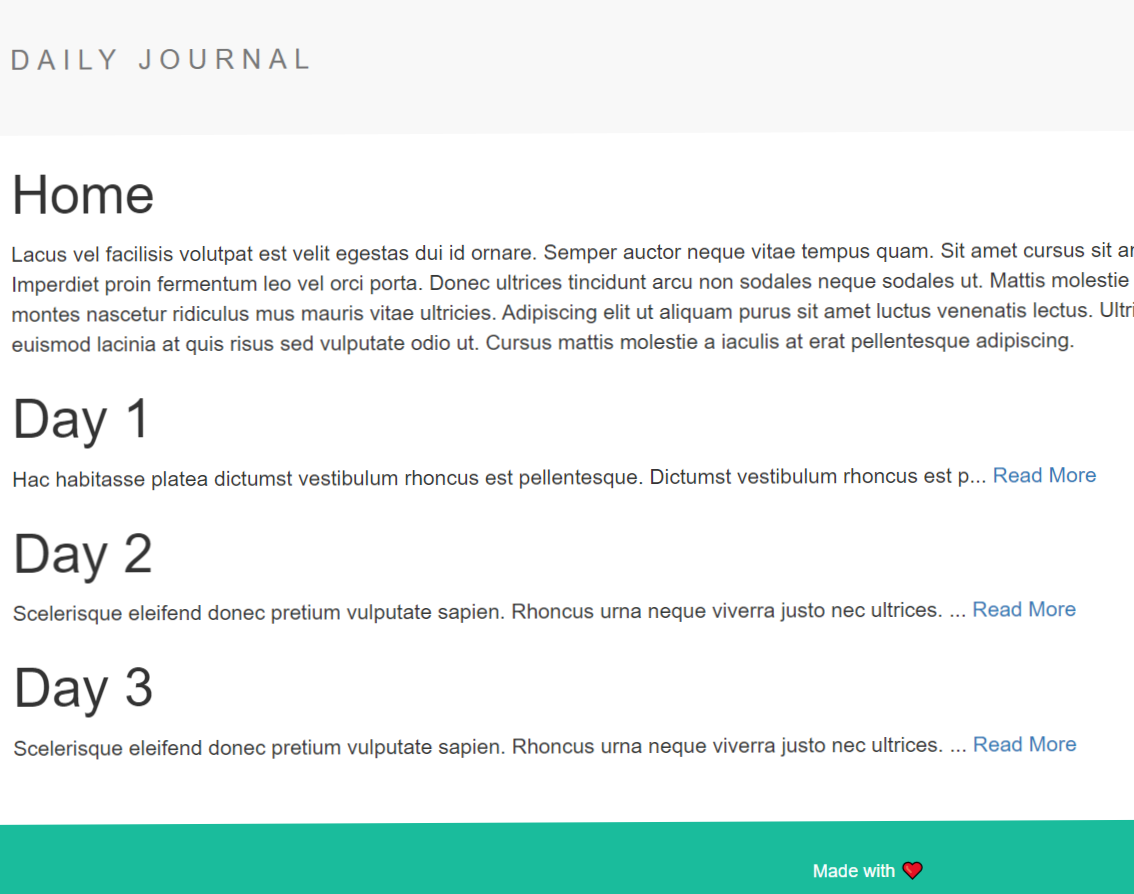 DAILY JOURNAL
Home
Lacus vel facilisis volutpat est velit egestas dui id ornare. Semper auctor neque vitae tempus quam. Sit amet cursus sit
Imperdiet proin fermentum leo vel orci porta. Donec ultrices tincidunt arcu non sodales neque sodales ut. Mattis molestie
montes nascetur ridiculus mus mauris vitae ultricies. Adipiscing elit ut aliquam purus sit amet luctus venenatis lectus.
euismod lacinia at quis risus sed vulputate odio ut. Cursus mattis molestie a iaculis at erat pellentesque adipiscing.
Day 1
Hac habitasse platea dictumst vestibulum rhoncus est pellentesque. Dictumst vestibulum rhoncus est p... Read More
Day 2
Scelerisque eleifend donec pretium vulputate sapien. Rhoncus urna neque viverra justo nec ultrices. ... Read More
Day 3
Scelerisque eleifend donec pretium vulputate sapien. Rhoncus urna neque viverra justo nec ultrices. ... Read More
Made with ❤